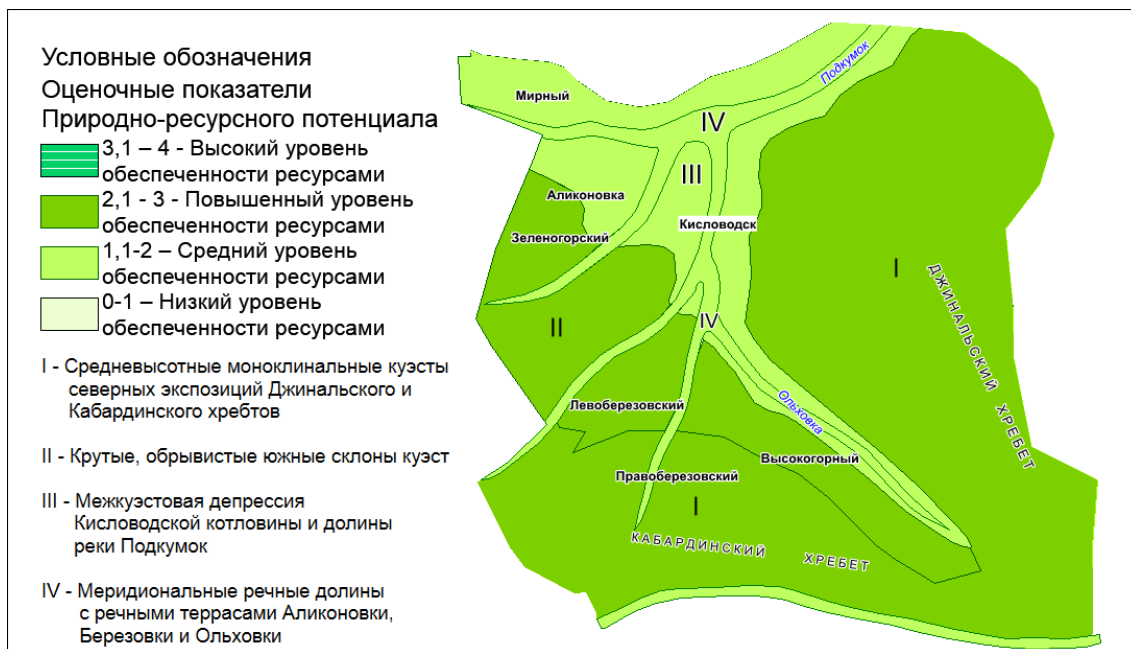 Условные обозначения
Оценочные показатели
Природно-ресурсного потенциала
3,1 – 4 - Высокий уровень
обеспеченности ресурсами
2,1 - 3 - Повышенный уровень
обеспеченности ресурсами
1,1-2 – Средний уровень
обеспеченности ресурсами
0-1 – Низкий уровень
обеспеченности ресурсами
I - Средневысотные моноклинальные куэсты
северных экспозиций Джинальского и
Кабардинского хребтов
II - Крутые, обрывистые южные склоны куэст
III - Межкуэстовая депрессия
Кисловодской котловины и долины
реки Подкумок
IV - Меридиональные речные долины
с речными террасами Аликоновки,
Березовки и Ольховки
Подкумок
Мирный
IV
III
Аликоновка
Кисловодск
Зеленогорский
I
ДЖИНАЛЬСКИЙ ХРЕБЕТ
II
IV
Левоберезовский
Ольховка
Высокогорный
Правоберезовский
I
КАБАРДИНСКИЙ ХРЕБЕТ